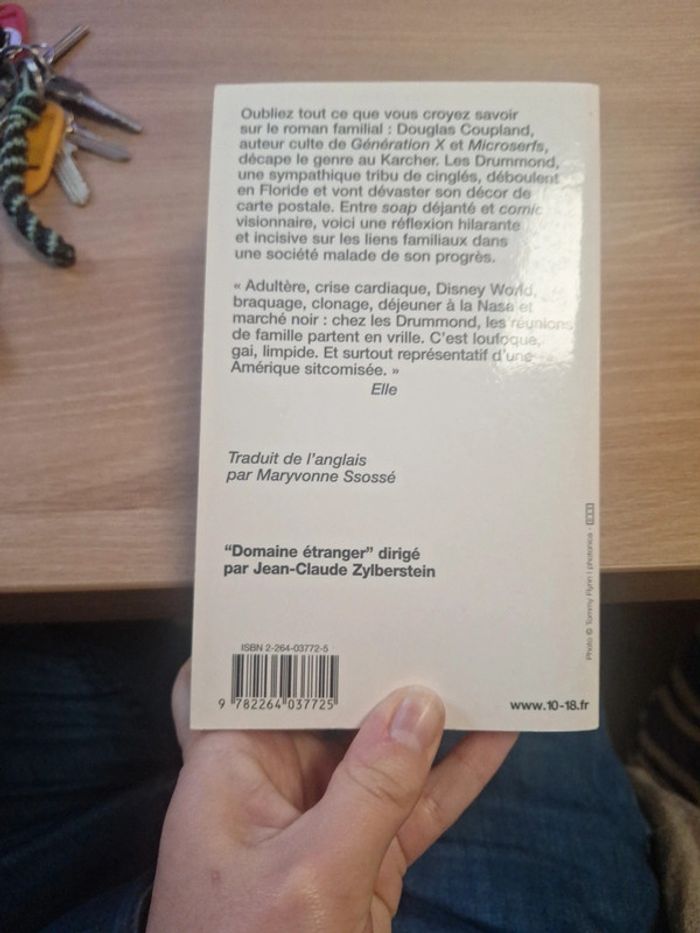 Oubliez tout ce que vous croyez savoir
sur le roman familial : Douglas Coupland,
auteur culte de Génération X et Microserfs,
décape le genre au Karcher. Les Drummond,
une sympathique tribu de cinglés, déboulent
en Floride et vont dévaster son décor de
carte postale. Entre soap déjanté et comic
visionnaire, voici une réflexion hilarante
et incisive sur les liens familiaux dans
une société malade de son progrès.
« Adultère, crise cardiaque, Disney World,
braquage, clonage, déjeuner à la Nasa et
marché noir : chez les Drummond, les réunions
de famille partent en vrille. C'est loufoque,
gai, limpide. Et surtout représentatif d'une
Amérique sitcomisée. »
Elle
Traduit de l'anglais
par Maryvonne Ssossé
"Domaine étranger" dirigé
par Jean-Claude Zylberstein
ISBN 2-264-03772-5
9 782264 037725
www.10-18.fr
Photo © Tommy Flynn / photonica -